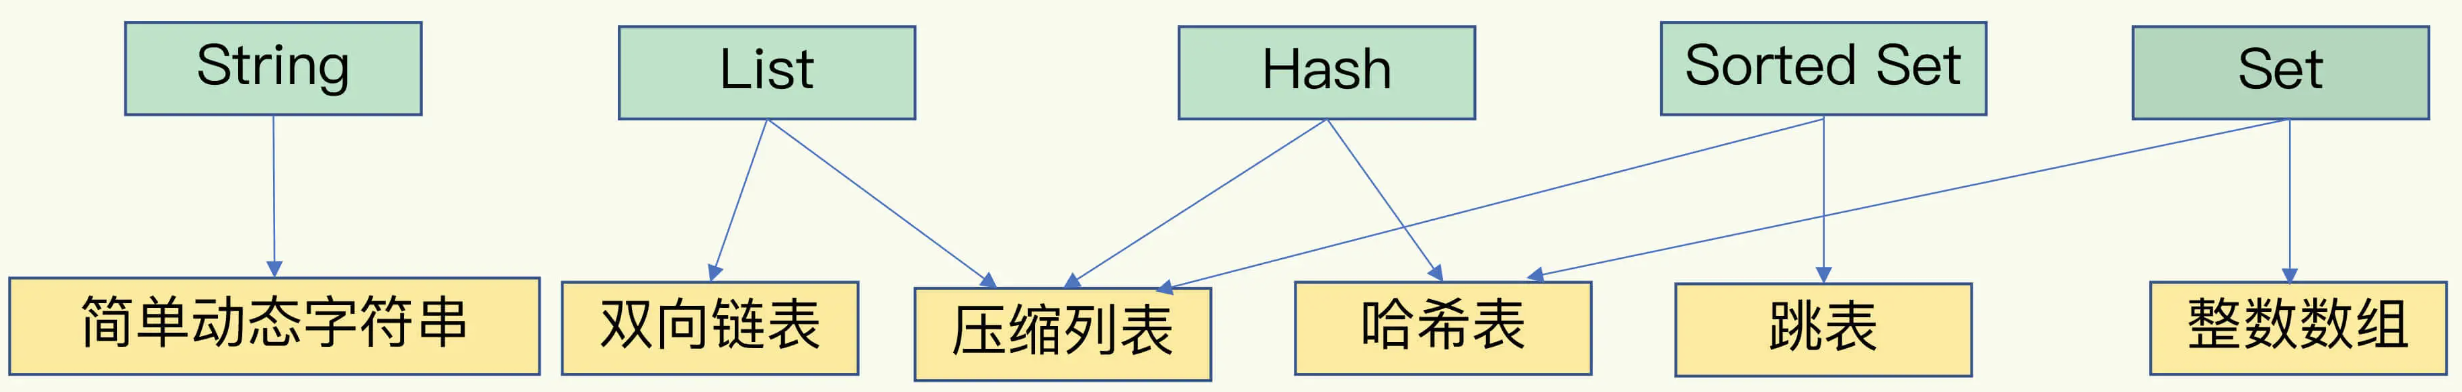 String
List
Hash
Sorted Set
Set
简单动态字符串
双向链表
压缩列表
哈希表
跳表
整数数组